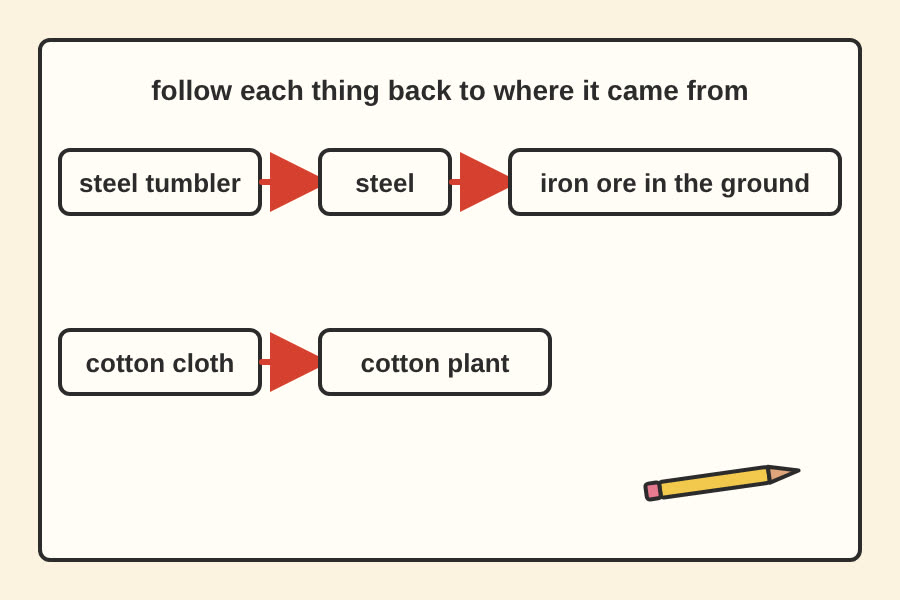 follow each thing back to where it came from
steel tumbler steel iron ore in the ground
cotton cloth cotton plant